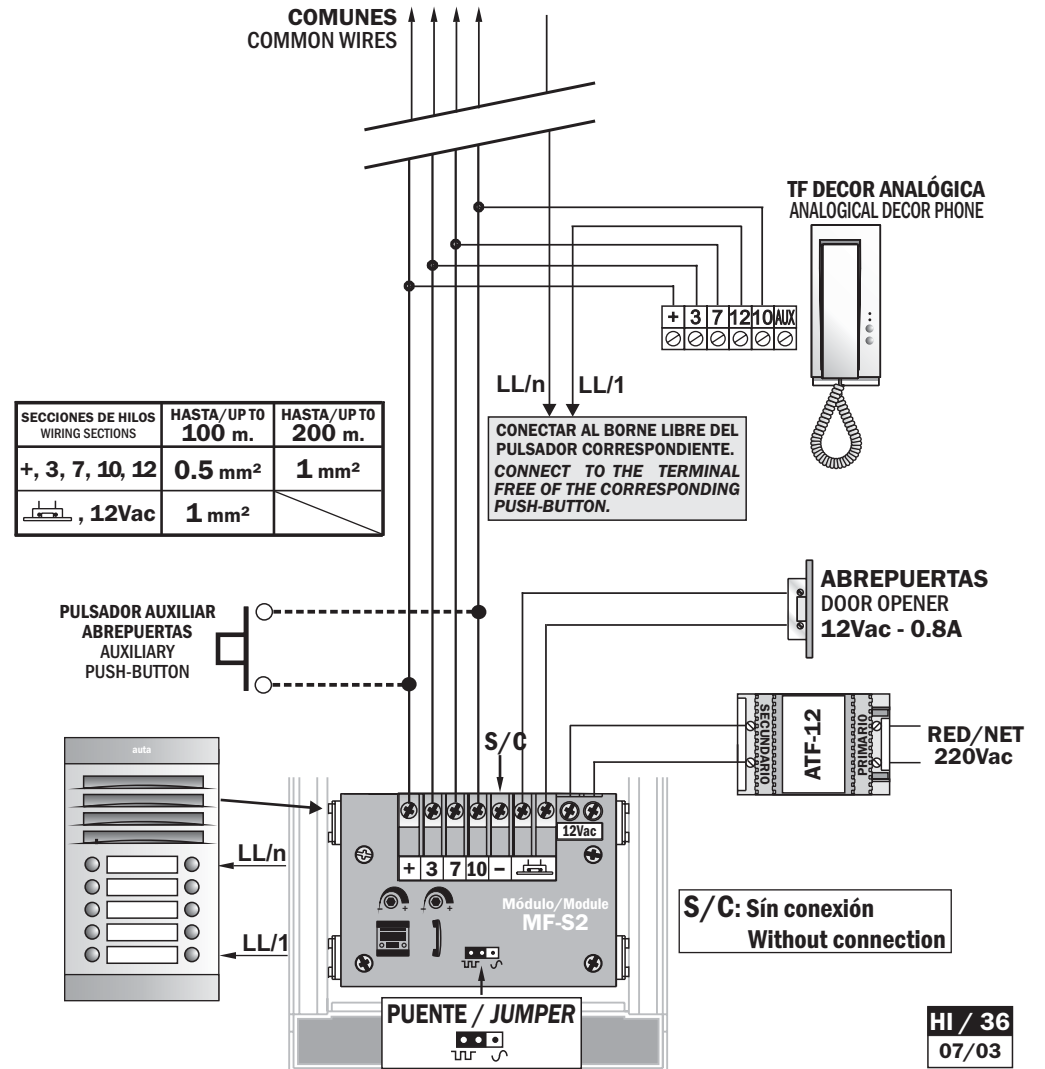 COMUNES
COMMON WIRES
TF DECOR ANALÓGICA
ANALOGICAL DECOR PHONE
+ 3 7 12 10 AUX
LL/n LL/1
CONECTAR AL BORNE LIBRE DEL
PULSADOR CORRESPONDIENTE.
CONNECT TO THE TERMINAL
FREE OF THE CORRESPONDING
PUSH-BUTTON.
SECCIONES DE HILOS
WIRING SECTIONS
HASTA/UP TO
100 m.
HASTA/UP TO
200 m.
+, 3, 7, 10, 12 0.5 mm² 1 mm²
, 12Vac 1 mm²
ABREPUERTAS
DOOR OPENER
12Vac - 0.8A
PULSADOR AUXILIAR
ABREPUERTAS
AUXILIARY
PUSH-BUTTON
SECUNDARIO
ATF-12
PRIMARIO
RED/NET
220Vac
S/C
auta
LL/n
LL/1
12Vac
+ 3 7 10 –
- +
- +
Módulo/Module
MF-S2
PUENTE / JUMPER
S/C: Sín conexión
Without connection
HI / 36
07/03